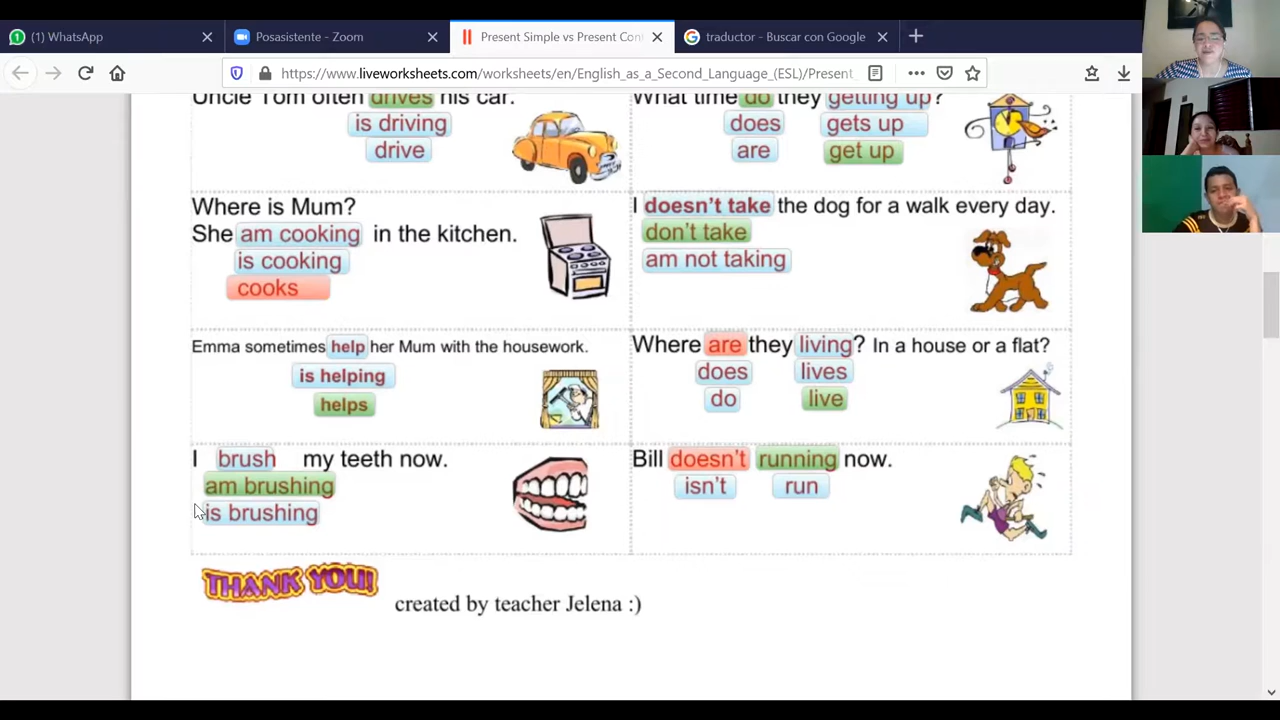 (1) WhatsApp
Posasistente - Zoom
Present Simple vs Present Con
traductor - Buscar con Google
https://www.liveworksheets.com/worksheets/en/English_as_a_Second_Language_(ESL)/Present_
Uncle Tom often drives his car.
is driving
drive
What time do they getting up?
does gets up
are get up
Where is Mum?
She am cooking in the kitchen.
is cooking
cooks
I doesn't take the dog for a walk every day.
don't take
am not taking
Emma sometimes help her Mum with the housework.
is helping
helps
Where are they living? In a house or a flat?
does lives
do live
I brush my teeth now.
am brushing
is brushing
Bill doesn't running now.
isn't run
THANK YOU!
created by teacher Jelena :)